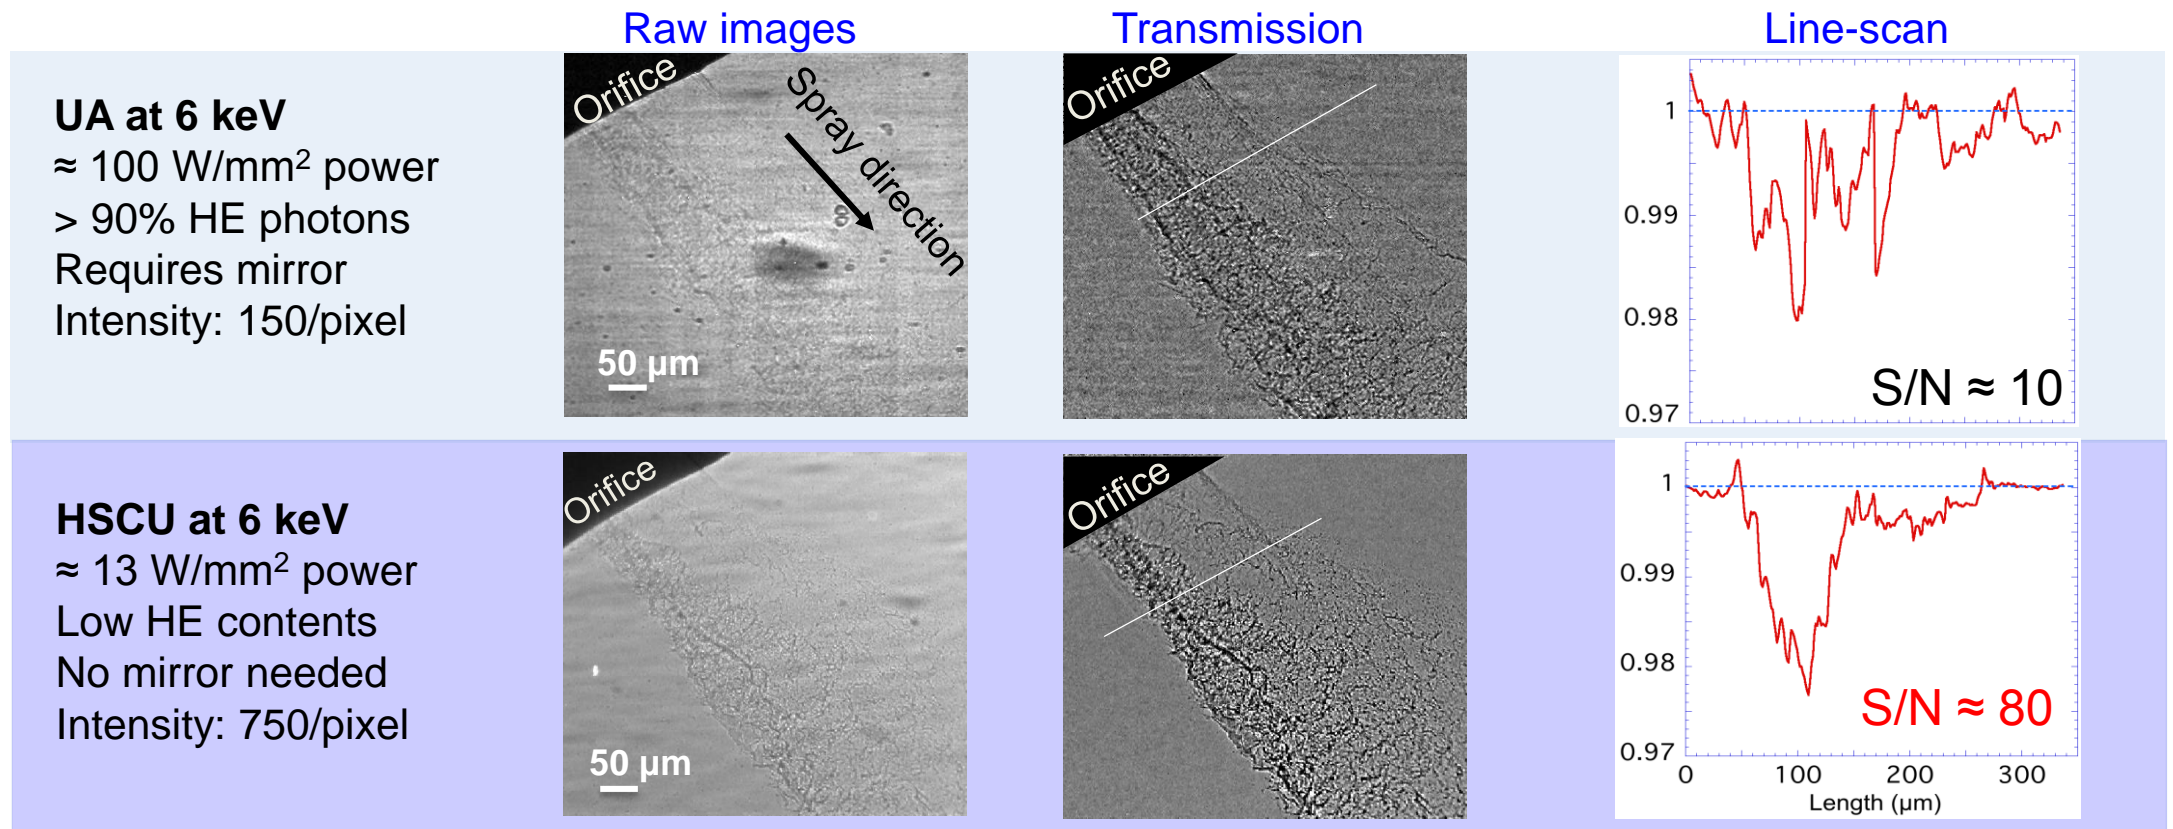 Raw images
Transmission
Line-scan
UA at 6 keV
≈ 100 W/mm² power
> 90% HE photons
Requires mirror
Intensity: 150/pixel
Orifice
Spray direction
50 µm
Orifice
1
0.99
0.98
0.97
S/N ≈ 10
HSCU at 6 keV
≈ 13 W/mm² power
Low HE contents
No mirror needed
Intensity: 750/pixel
Orifice
50 µm
Orifice
1
0.99
0.98
0.97
S/N ≈ 80
0 100 200 300
Length (µm)